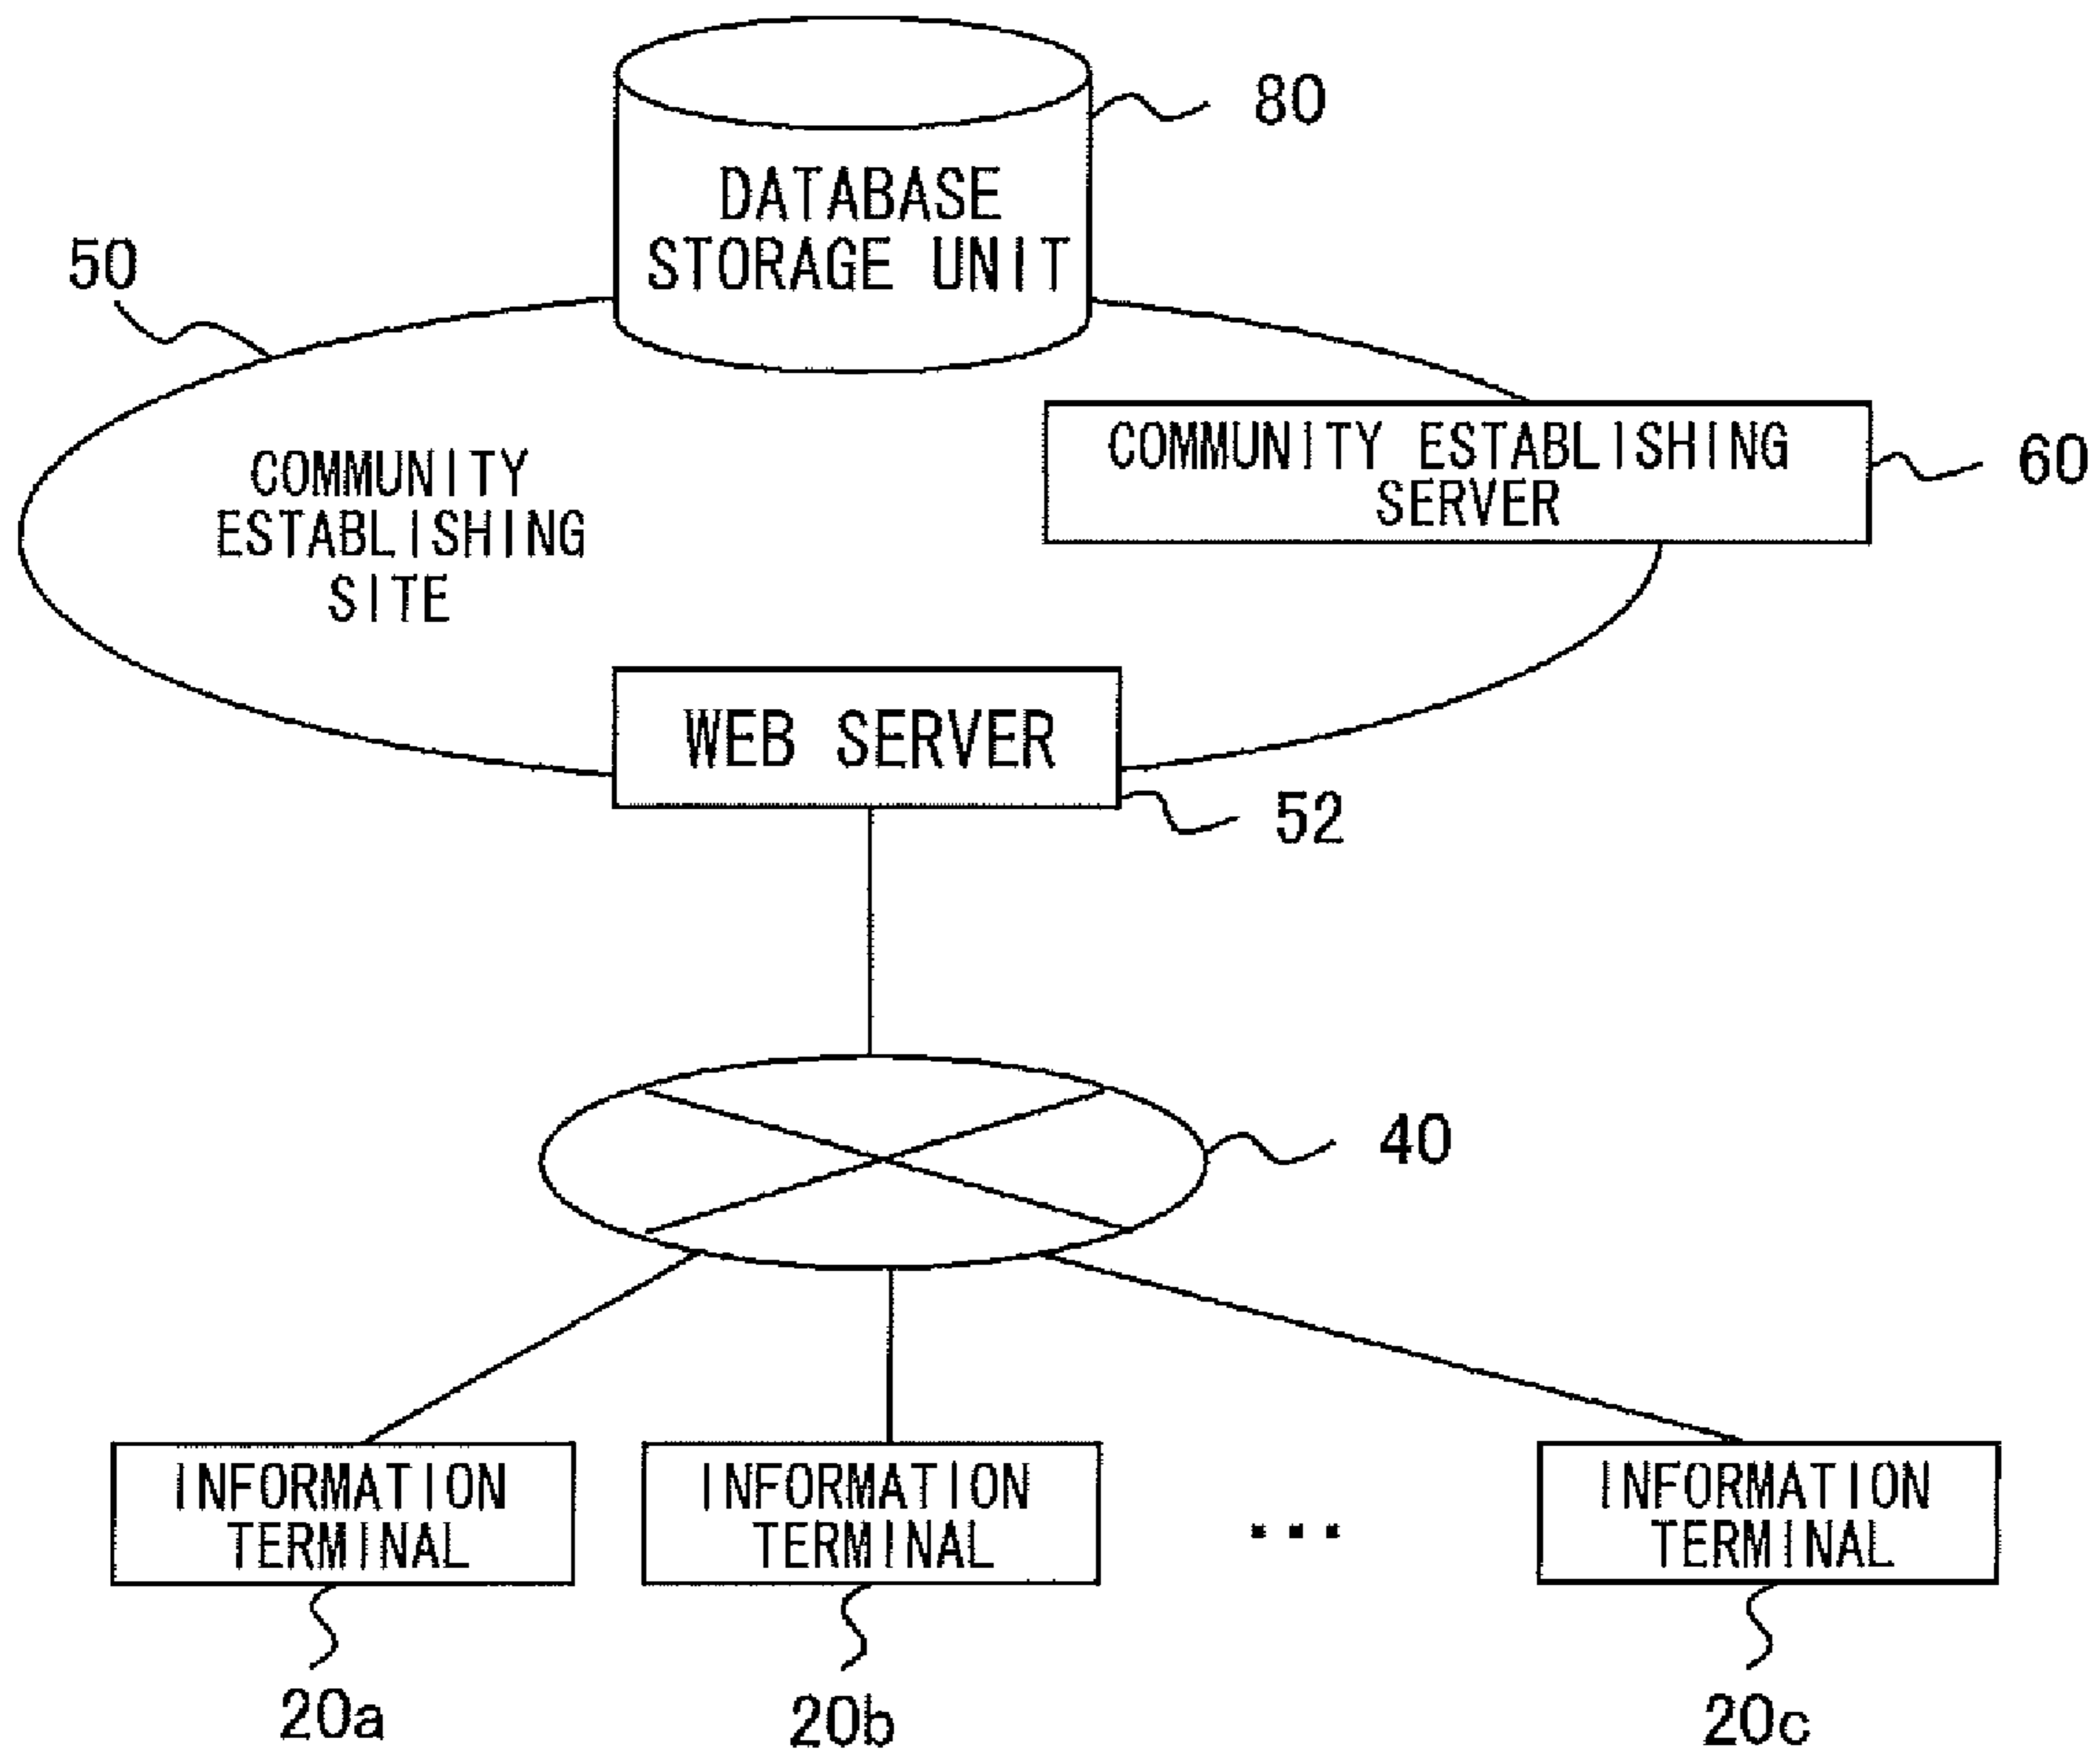 80
DATABASE
STORAGE UNIT
50
COMMUNITY ESTABLISHING
SERVER
60
COMMUNITY
ESTABLISHING
SITE
WEB SERVER
52
40
INFORMATION
TERMINAL
INFORMATION
TERMINAL
...
INFORMATION
TERMINAL
20a
20b
20c